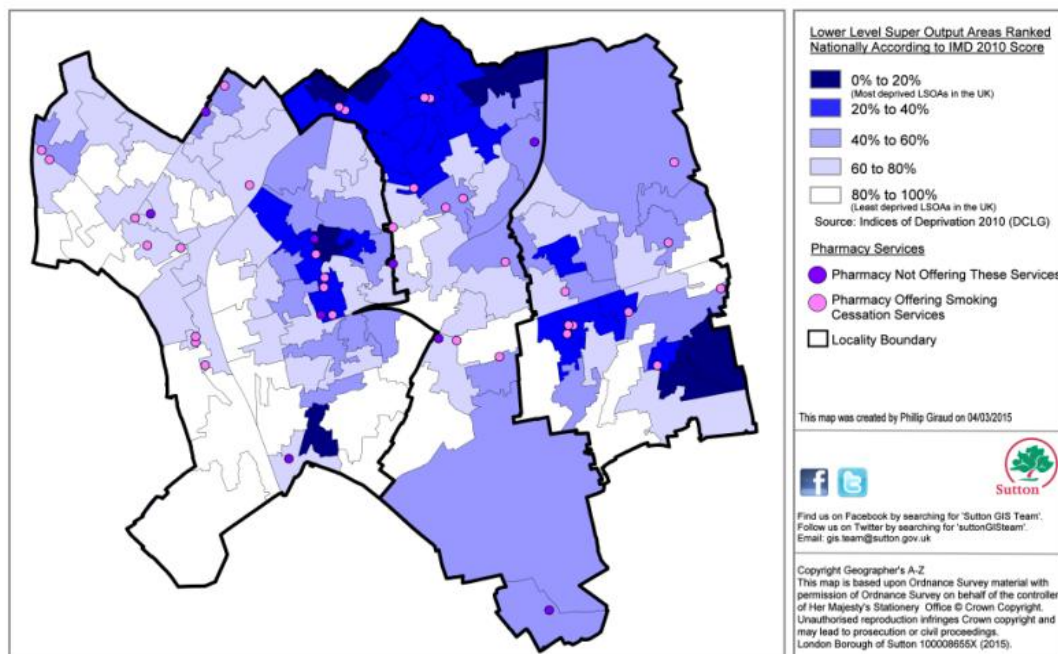 Lower Level Super Output Areas Ranked
Nationally According to IMD 2010 Score
0% to 20%
(Most deprived LSOAs in the UK)
20% to 40%
40% to 60%
60 to 80%
80% to 100%
(Least deprived LSOAs in the UK)
Source: Indices of Deprivation 2010 (DCLG)
Pharmacy Services
Pharmacy Not Offering These Services
Pharmacy Offering Smoking
Cessation Services
Locality Boundary
This map was created by Phillip Giraud on 04/03/2015
Sutton
Find us on Facebook by searching for 'Sutton GIS Team'.
Follow us on Twitter by searching for 'suttonGISteam'.
Email: gis.team@sutton.gov.uk
Copyright Geographer's A-Z
This map is based upon Ordnance Survey material with
permission of Ordnance Survey on behalf of the controller
of Her Majesty's Stationery Office © Crown Copyright.
Unauthorised reproduction infringes Crown copyright and
may lead to prosecution or civil proceedings.
London Borough of Sutton 100008655X (2015).